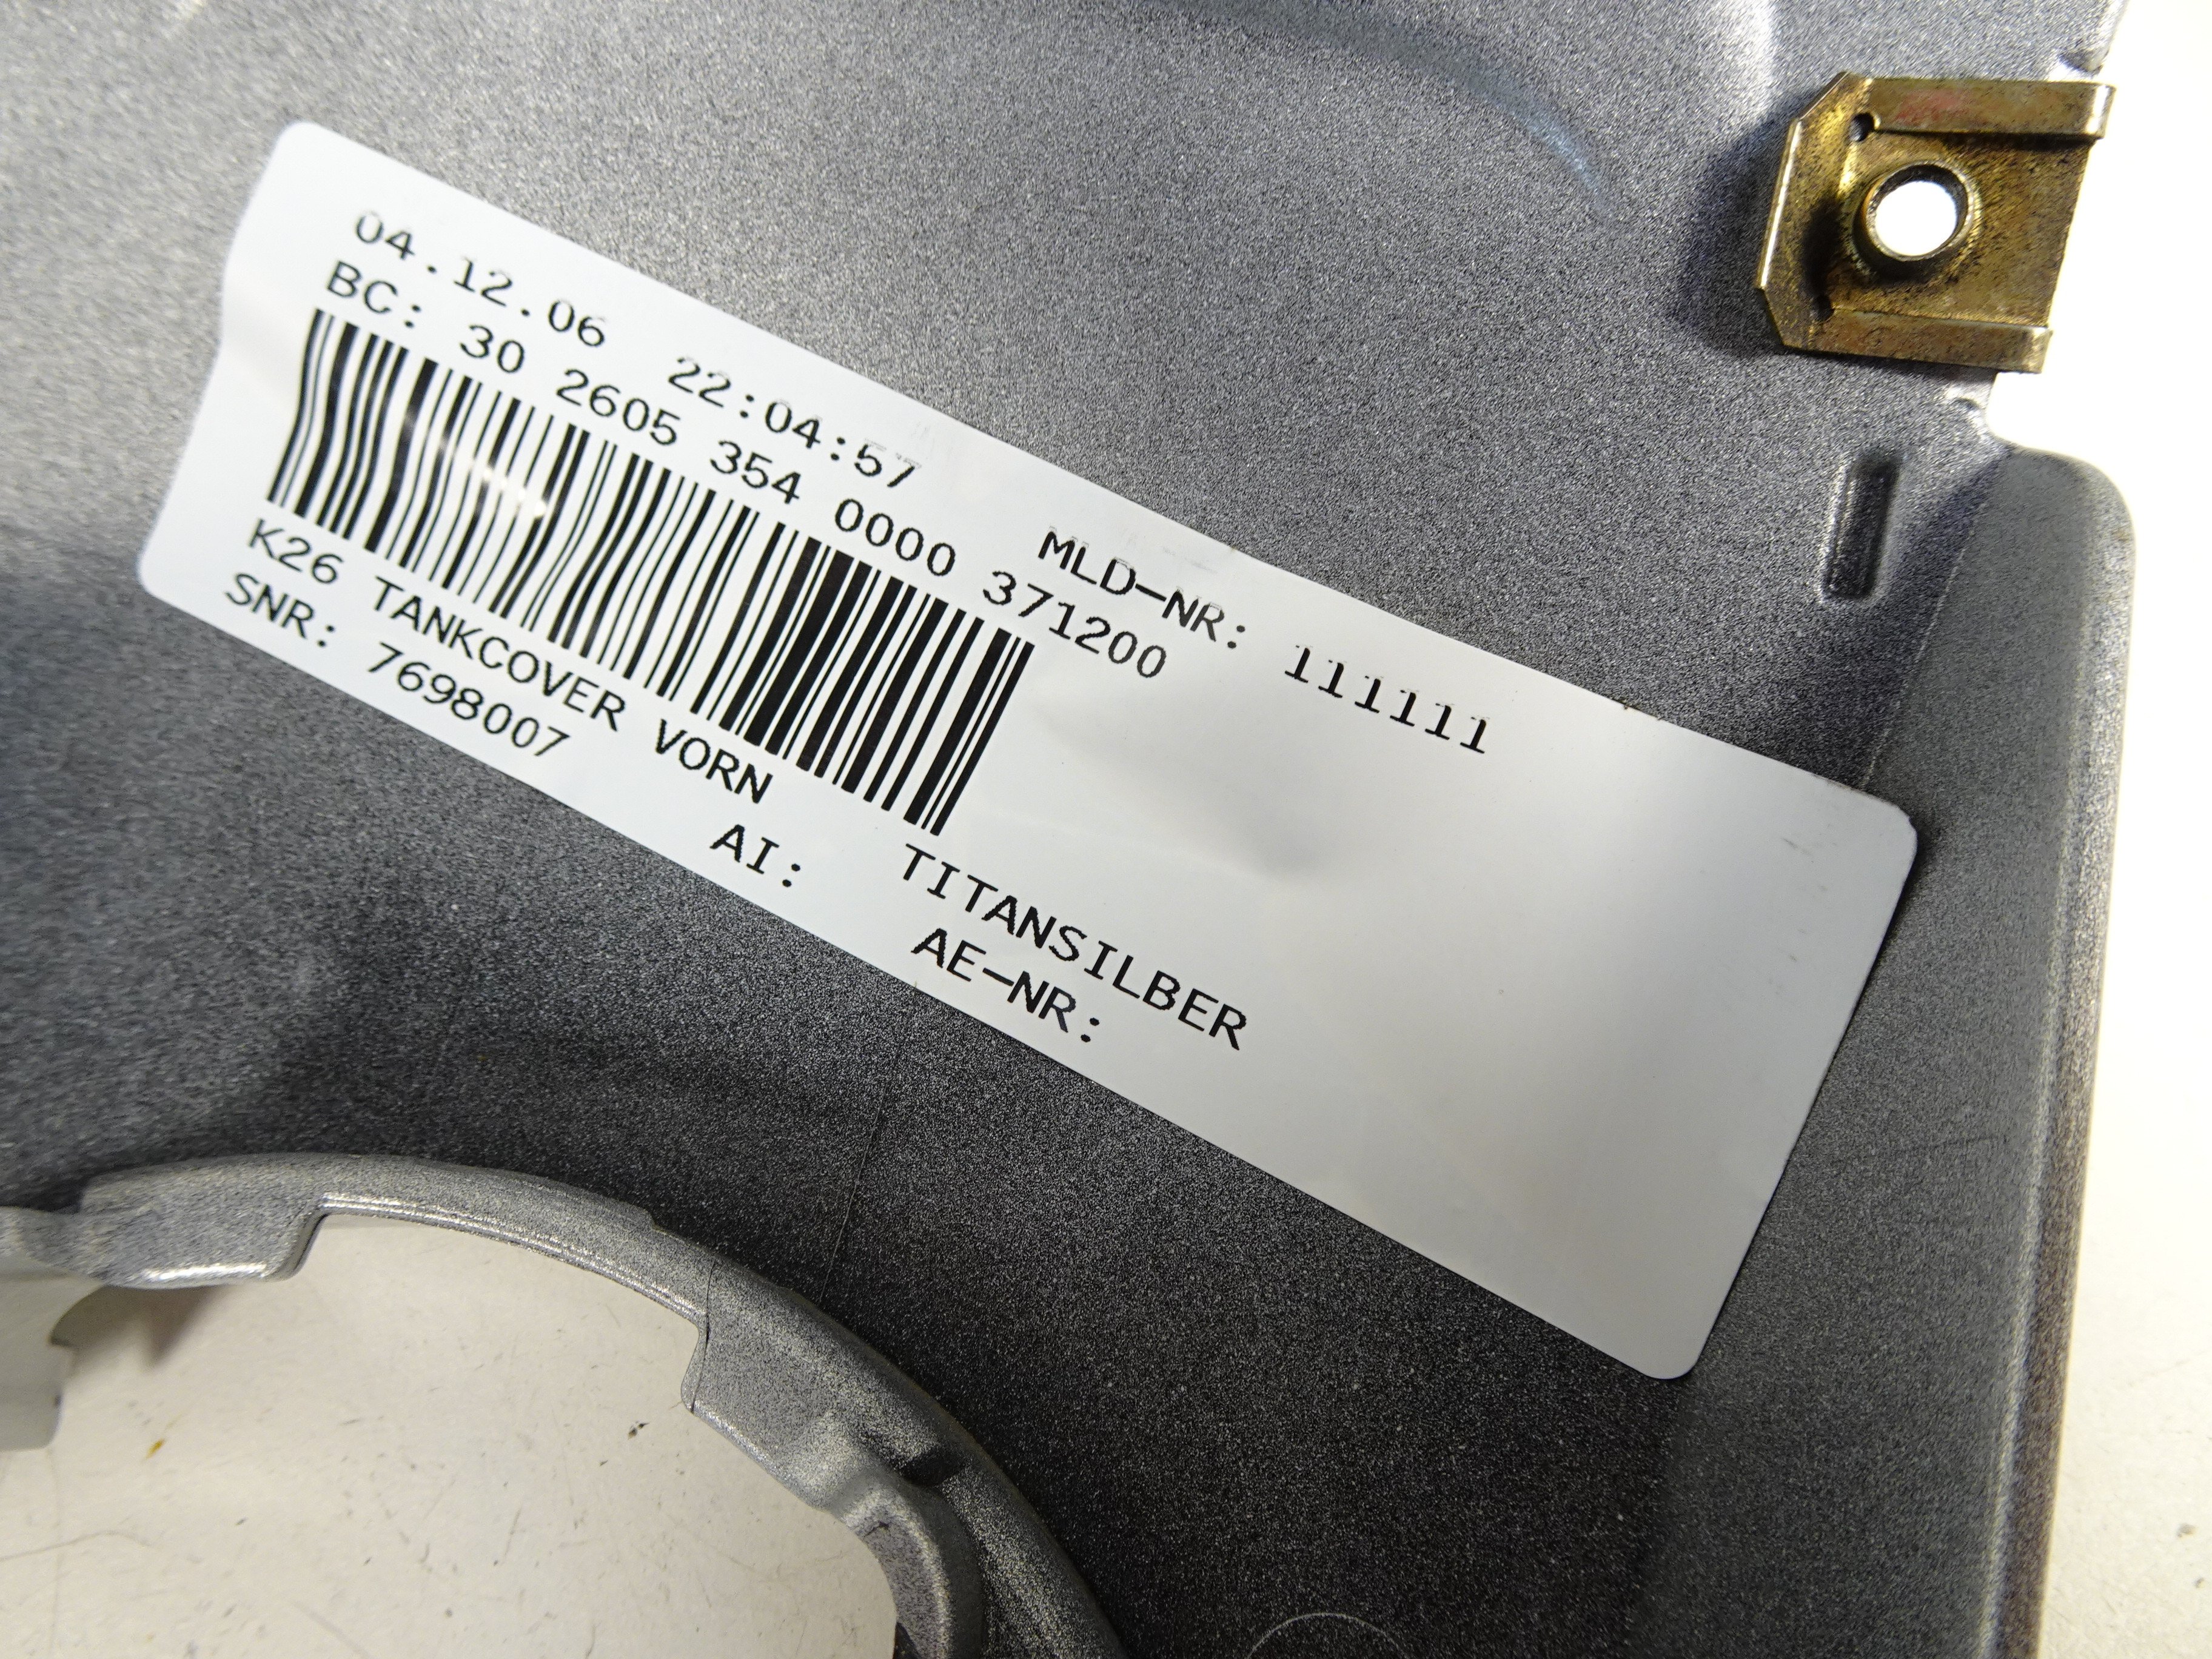 04.12.06 22:04:57 MLD-NR: 111111
BC: 30 2605 354 0000 371200
K26 TANKCOVER VORN TITANSILBER
SNR: 7698007 AI: AE-NR: